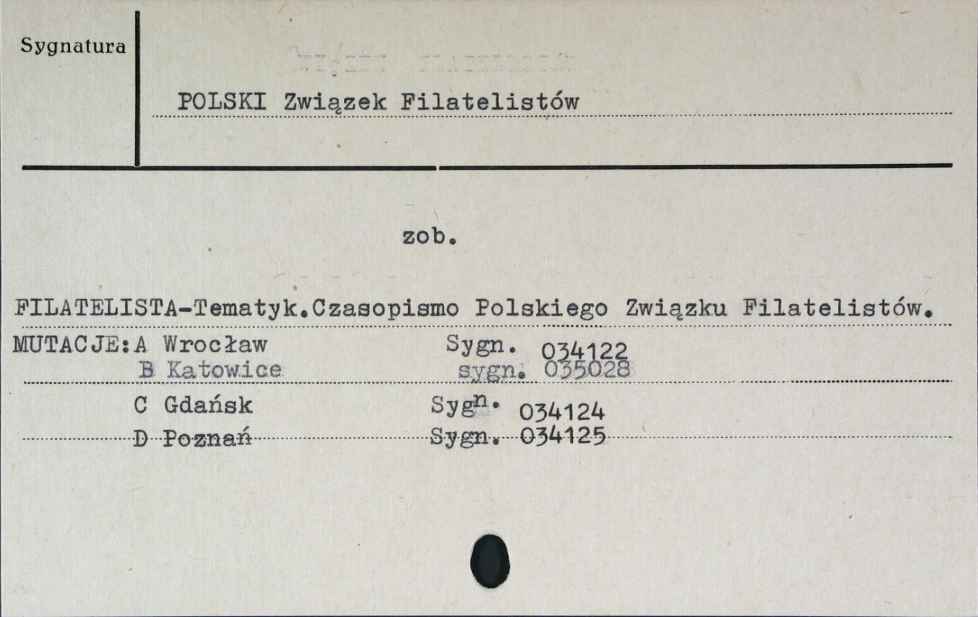 Sygnatura
POLSKI Związek Filatelistów
zob.
FILATELISTA-Tematyk.Czasopismo Polskiego Związku Filatelistów.
MUTACJE:A Wrocław Sygn. 034122
B Katowice sygn. 035028
C Gdańsk Sygn. 034124
D Poznań Sygn. 034125